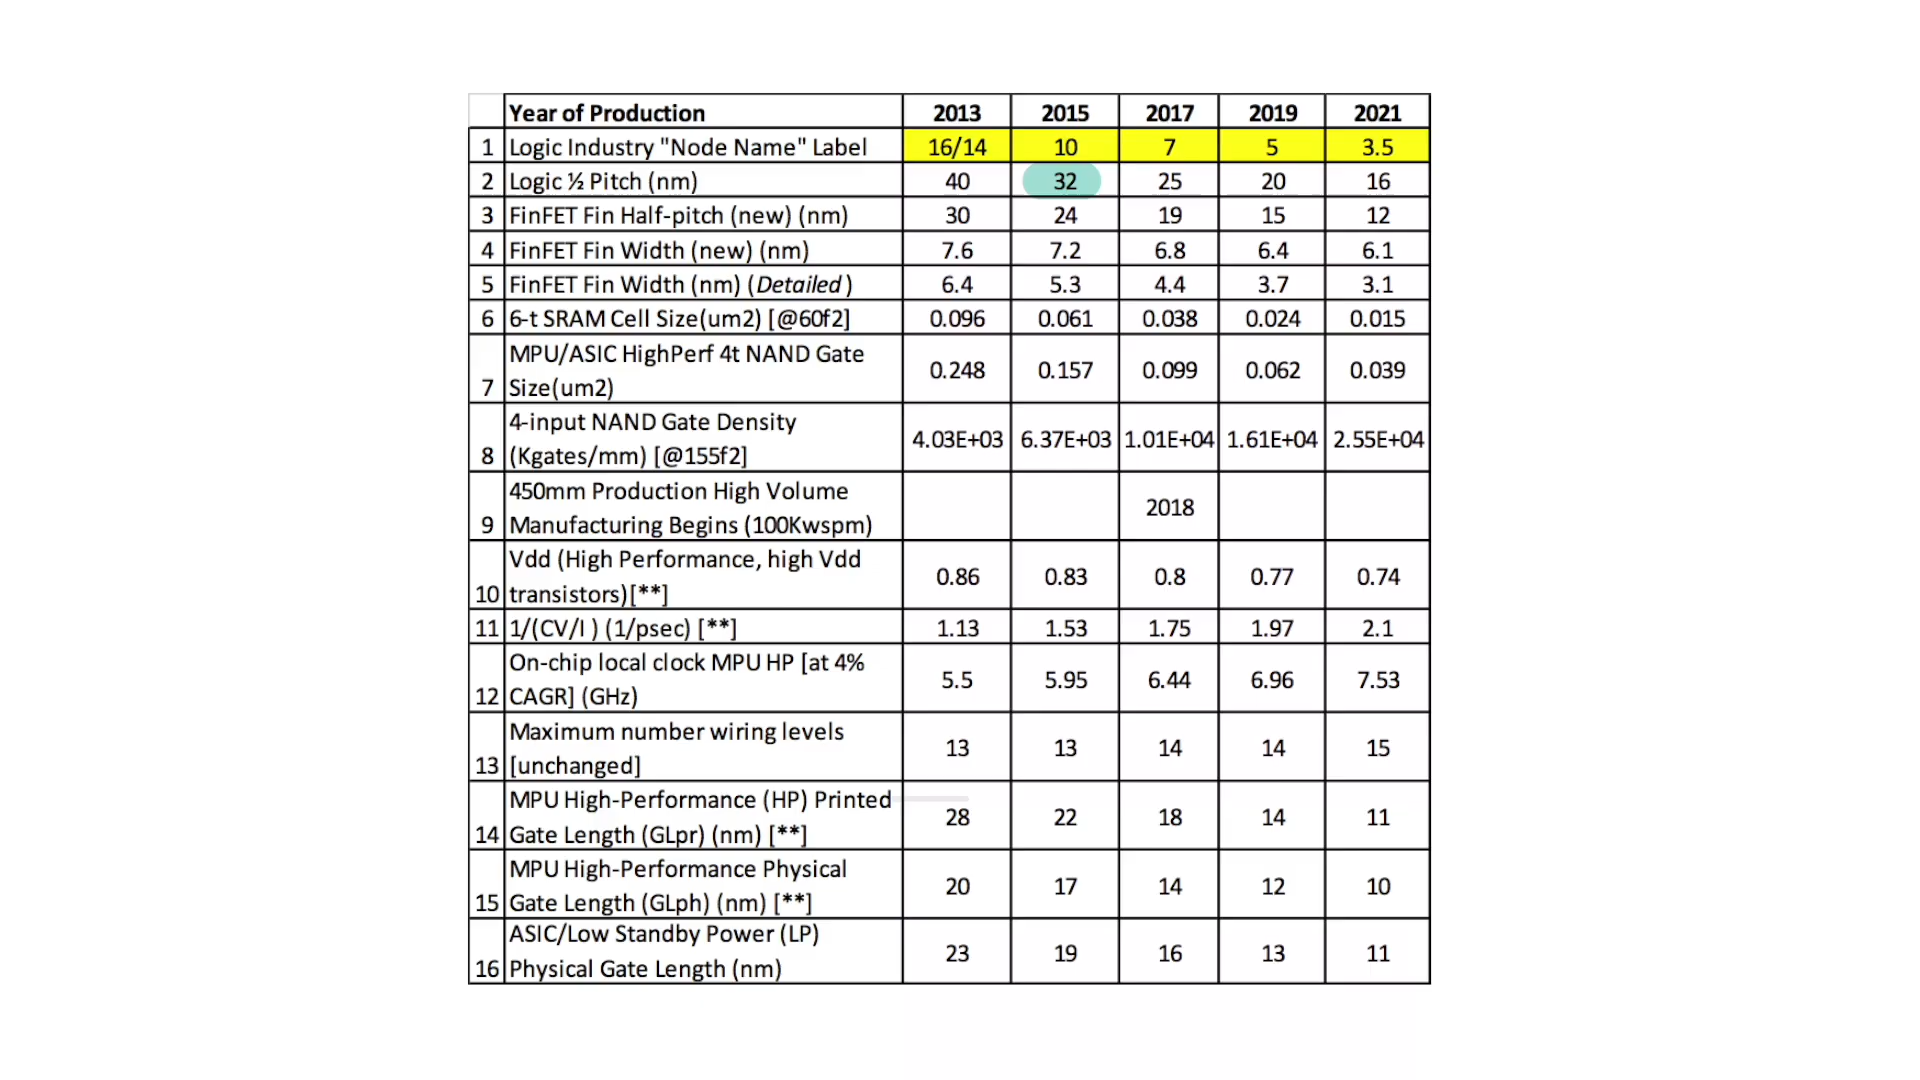 Year of Production 2013 2015 2017 2019 2021
1 Logic Industry "Node Name" Label 16/14 10 7 5 3.5
2 Logic ½ Pitch (nm) 40 32 25 20 16
3 FinFET Fin Half-pitch (new) (nm) 30 24 19 15 12
4 FinFET Fin Width (new) (nm) 7.6 7.2 6.8 6.4 6.1
5 FinFET Fin Width (nm) (Detailed) 6.4 5.3 4.4 3.7 3.1
6 6-t SRAM Cell Size(um2) [@60f2] 0.096 0.061 0.038 0.024 0.015
MPU/ASIC HighPerf 4t NAND Gate
7 Size(um2) 0.248 0.157 0.099 0.062 0.039
4-input NAND Gate Density
8 (Kgates/mm) [@155f2] 4.03E+03 6.37E+03 1.01E+04 1.61E+04 2.55E+04
450mm Production High Volume
9 Manufacturing Begins (100Kwspm) 2018
Vdd (High Performance, high Vdd
10 transistors)[**] 0.86 0.83 0.8 0.77 0.74
11 1/(CV/I ) (1/psec) [**] 1.13 1.53 1.75 1.97 2.1
On-chip local clock MPU HP [at 4%
12 CAGR] (GHz) 5.5 5.95 6.44 6.96 7.53
Maximum number wiring levels
13 [unchanged] 13 13 14 14 15
MPU High-Performance (HP) Printed
14 Gate Length (GLpr) (nm) [**] 28 22 18 14 11
MPU High-Performance Physical
15 Gate Length (GLph) (nm) [**] 20 17 14 12 10
ASIC/Low Standby Power (LP)
16 Physical Gate Length (nm) 23 19 16 13 11